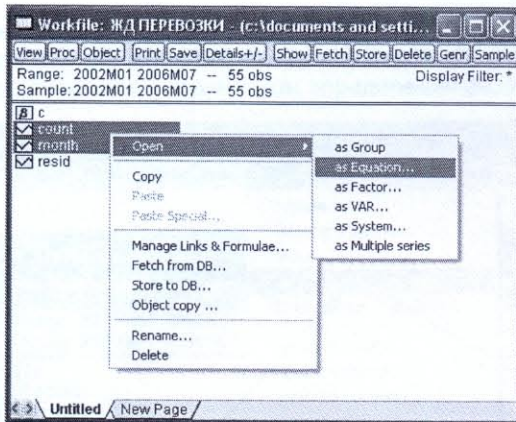 Workfile: ЖД ПЕРЕВОЗКИ - (c:\documents and setti...
View Proc Object Print Save Details+/- Show Fetch Store Delete Genr Sample
Range: 2002M01 2006M07 -- 55 obs Display Filter: *
Sample: 2002M01 2006M07 -- 55 obs
β c
count
month
resid
Open
Copy
Paste
Paste Special...
Manage Links & Formulae...
Fetch from DB...
Store to DB...
Object copy ...
Rename...
Delete
as Group
as Equation...
as Factor...
as VAR...
as System...
as Multiple series
Untitled New Page